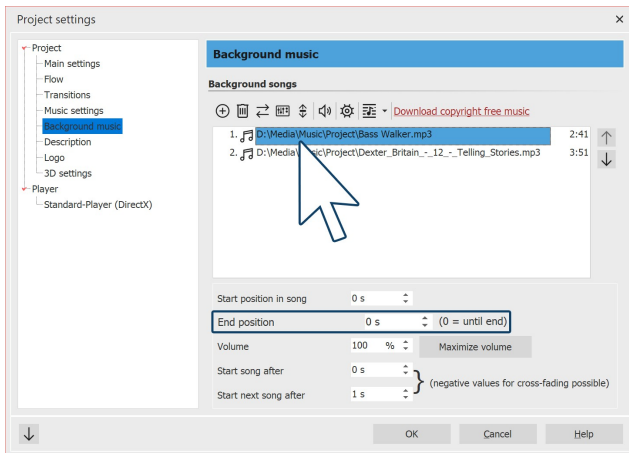 Project settings
Project
Main settings
Flow
Transitions
Music settings
Background music
Description
Logo
3D settings
Player
Standard-Player (DirectX)
Background music
Background songs
Download copyright free music
1. D:\Media\Music\Project\Bass Walker.mp3 2:41
2. D:\Media\ sic\Project\Dexter_Britain_-_12_-_Telling_Stories.mp3 3:51
Start position in song 0 s
End position 0 s (0 = until end)
Volume 100 % Maximize volume
Start song after 0 s
(negative values for cross-fading possible)
Start next song after 1 s
OK Cancel Help